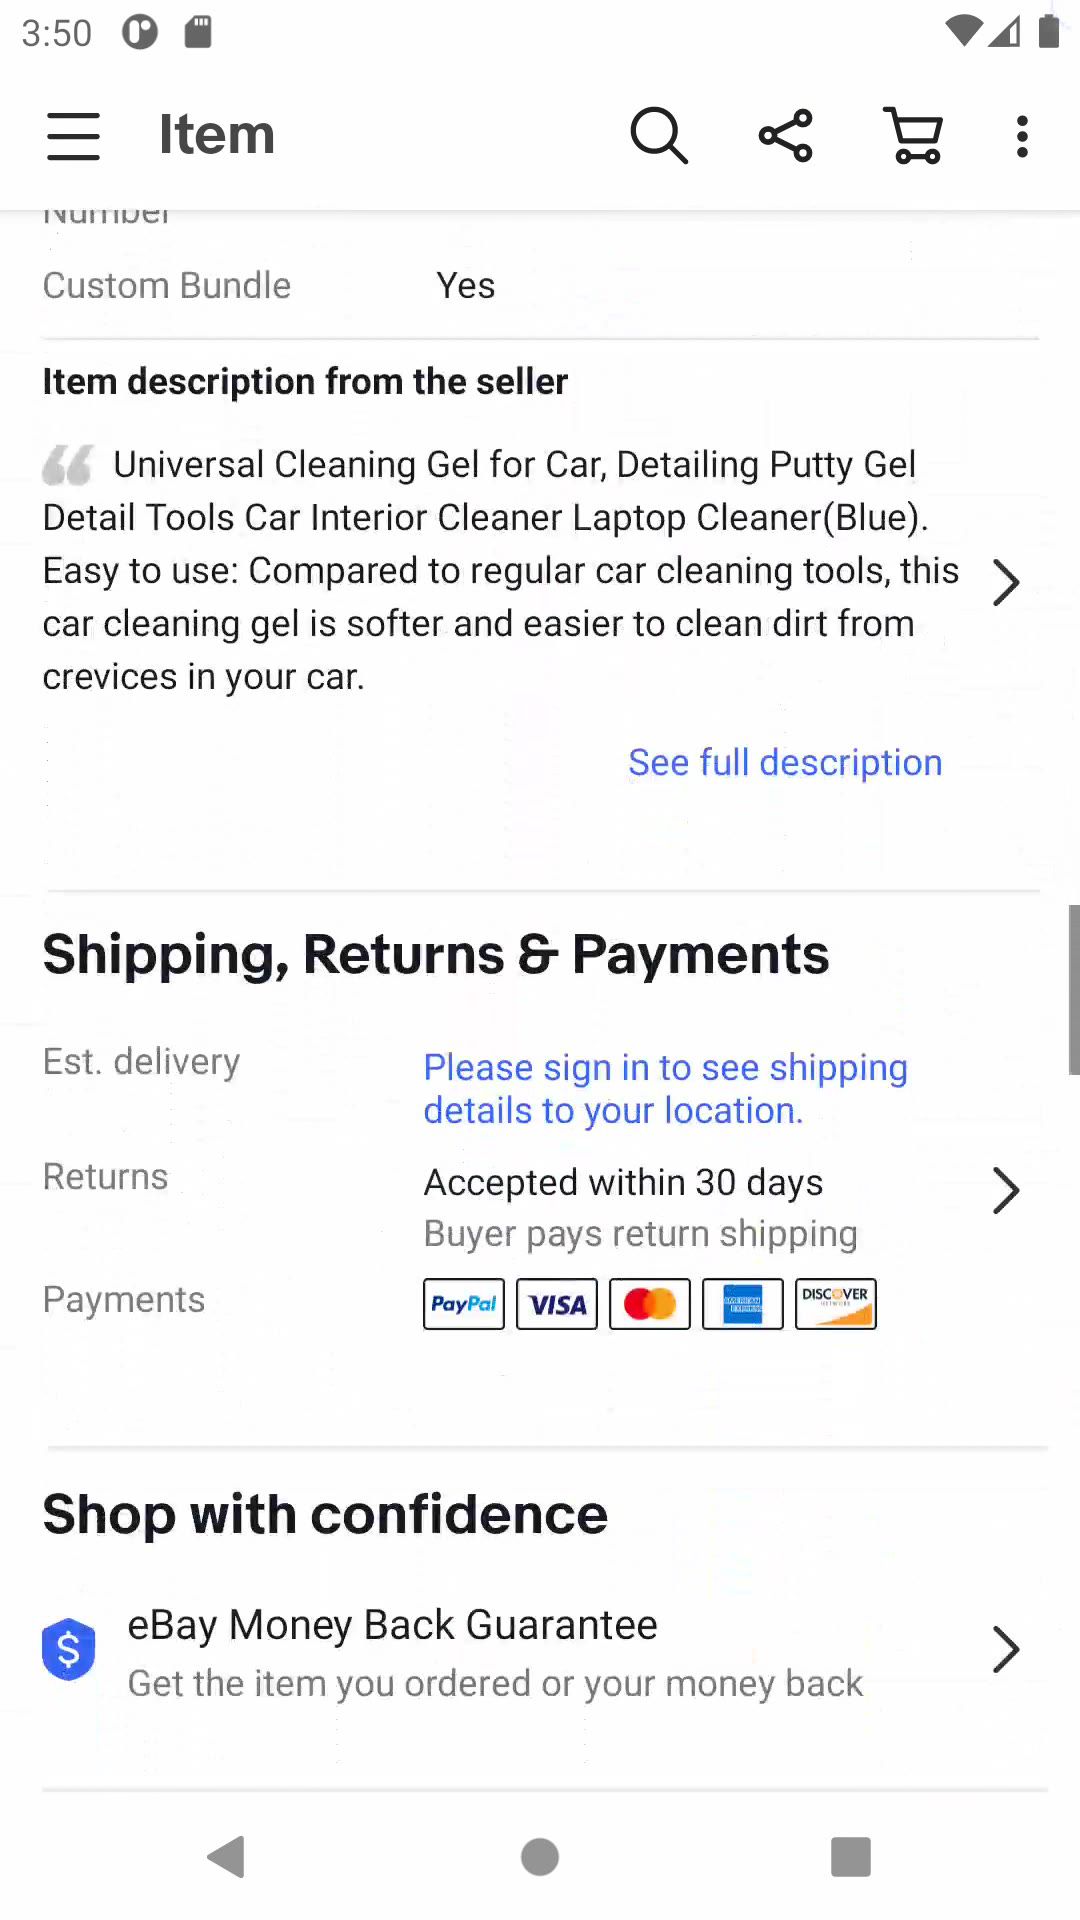 3:50
Item
Number
Custom Bundle Yes
Item description from the seller
Universal Cleaning Gel for Car, Detailing Putty Gel
Detail Tools Car Interior Cleaner Laptop Cleaner(Blue).
Easy to use: Compared to regular car cleaning tools, this
car cleaning gel is softer and easier to clean dirt from
crevices in your car.
See full description
Shipping, Returns & Payments
Est. delivery Please sign in to see shipping
details to your location.
Returns Accepted within 30 days
Buyer pays return shipping
Payments PayPal VISA AMERICAN EXPRESS DISCOVER NETWORK
Shop with confidence
eBay Money Back Guarantee
Get the item you ordered or your money back